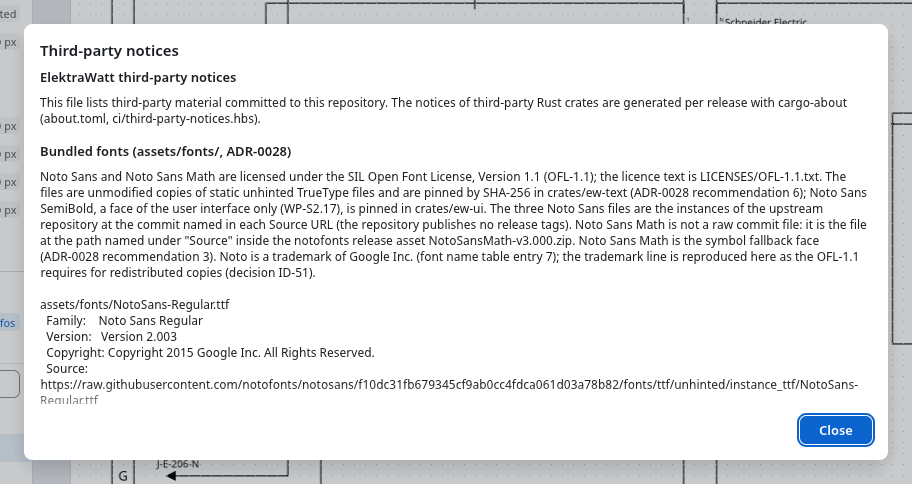 ted
Schneider Electric
px
Third-party notices
ElektraWatt third-party notices
This file lists third-party material committed to this repository. The notices of third-party Rust crates are generated per release with cargo-about
(about.toml, ci/third-party-notices.hbs).
px
Bundled fonts (assets/fonts/, ADR-0028)
px
Noto Sans and Noto Sans Math are licensed under the SIL Open Font License, Version 1.1 (OFL-1.1); the licence text is LICENSES/OFL-1.1.txt. The
px
files are unmodified copies of static unhinted TrueType files and are pinned by SHA-256 in crates/ew-text (ADR-0028 recommendation 6); Noto Sans
SemiBold, a face of the user interface only (WP-S2.17), is pinned in crates/ew-ui. The three Noto Sans files are the instances of the upstream
px
repository at the commit named in each Source URL (the repository publishes no release tags). Noto Sans Math is not a raw commit file: it is the file
at the path named under "Source" inside the notofonts release asset NotoSansMath-v3.000.zip. Noto Sans Math is the symbol fallback face
(ADR-0028 recommendation 3). Noto is a trademark of Google Inc. (font name table entry 7); the trademark line is reproduced here as the OFL-1.1
requires for redistributed copies (decision ID-51).
assets/fonts/NotoSans-Regular.ttf
fos
Family: Noto Sans Regular
Version: Version 2.003
Copyright: Copyright 2015 Google Inc. All Rights Reserved.
Source:
https://raw.githubusercontent.com/notofonts/notosans/f10dc31fb679345cf9ab0cc4fdca061d03a78b82/fonts/ttf/unhinted/instance_ttf/NotoSans-
Regular.ttf
Close
J-E-206-N
G